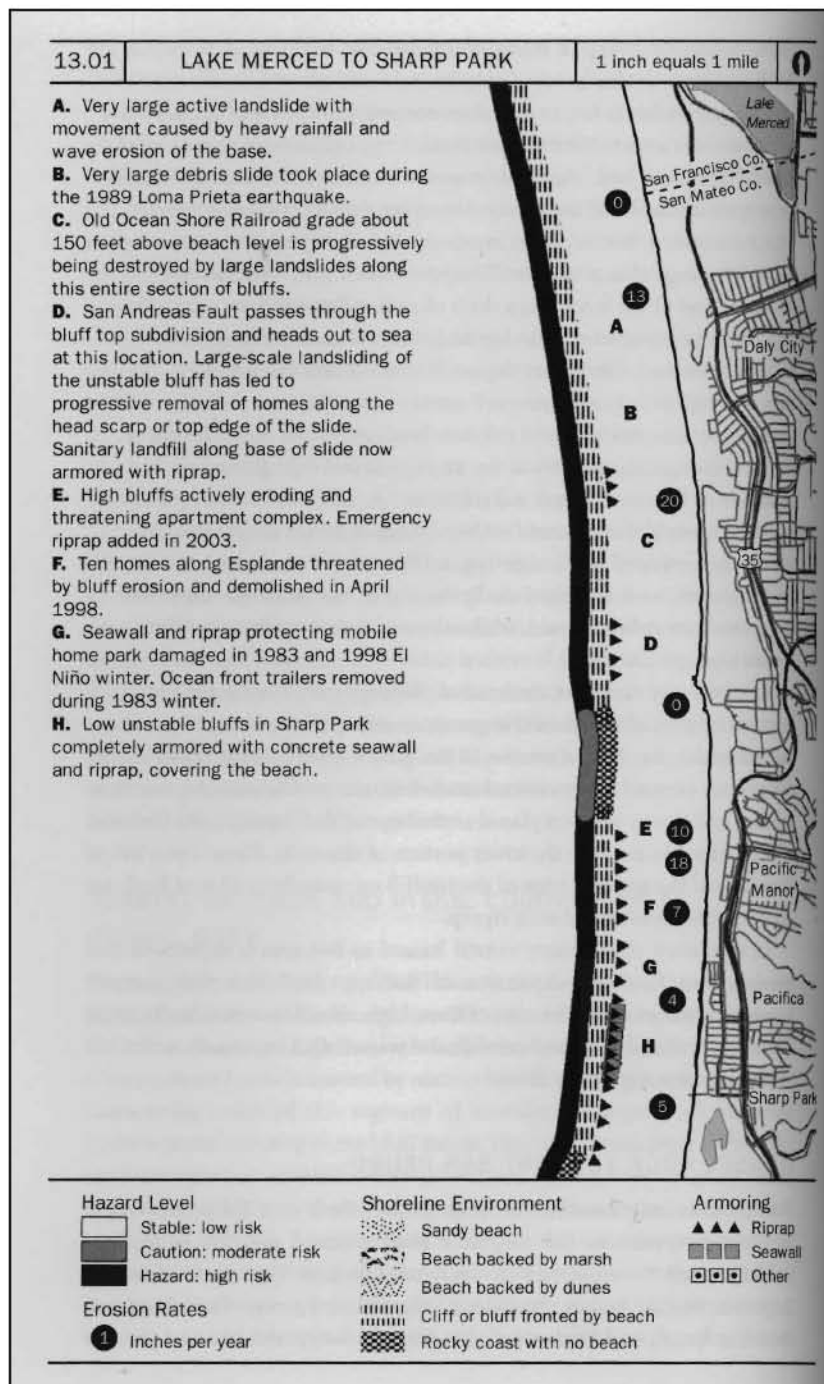 13.01
LAKE MERCED TO SHARP PARK
1 inch equals 1 mile
A. Very large active landslide with
movement caused by heavy rainfall and
wave erosion of the base.
B. Very large debris slide took place during
the 1989 Loma Prieta earthquake.
C. Old Ocean Shore Railroad grade about
150 feet above beach level is progressively
being destroyed by large landslides along
this entire section of bluffs.
D. San Andreas Fault passes through the
bluff top subdivision and heads out to sea
at this location. Large-scale landsliding of
the unstable bluff has led to
progressive removal of homes along the
head scarp or top edge of the slide.
Sanitary landfill along base of slide now
armored with riprap.
E. High bluffs actively eroding and
threatening apartment complex. Emergency
riprap added in 2003.
F. Ten homes along Esplande threatened
by bluff erosion and demolished in April
1998.
G. Seawall and riprap protecting mobile
home park damaged in 1983 and 1998 El
Niño winter. Ocean front trailers removed
during 1983 winter.
H. Low unstable bluffs in Sharp Park
completely armored with concrete seawall
and riprap, covering the beach.
Lake
Merced
San Francisco Co.
San Mateo Co.
0
13
A
Daly City
B
20
C
35
D
0
E
10
18
Pacific
Manor
F
7
G
4
Pacifica
H
5
Sharp Park
Hazard Level
Stable: low risk
Caution: moderate risk
Hazard: high risk
Erosion Rates
1 Inches per year
Shoreline Environment
Sandy beach
Beach backed by marsh
Beach backed by dunes
Cliff or bluff fronted by beach
Rocky coast with no beach
Armoring
Riprap
Seawall
Other